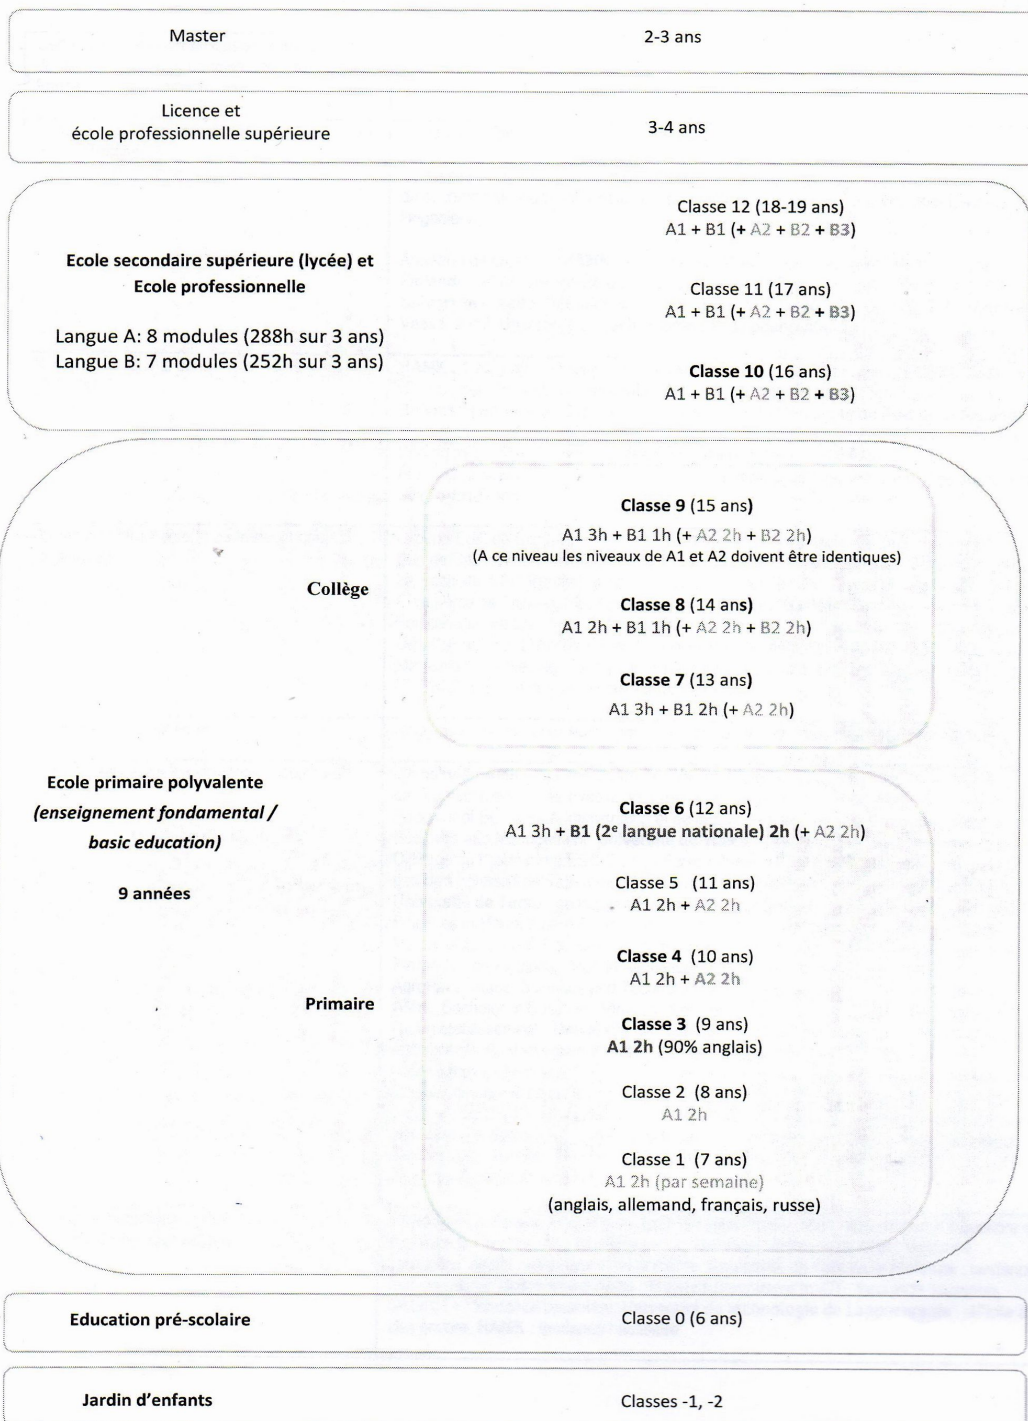 Master
2-3 ans
Licence et
école professionnelle supérieure
3-4 ans
Ecole secondaire supérieure (lycée) et
Ecole professionnelle
Langue A: 8 modules (288h sur 3 ans)
Langue B: 7 modules (252h sur 3 ans)
Classe 12 (18-19 ans)
A1 + B1 (+ A2 + B2 + B3)
Classe 11 (17 ans)
A1 + B1 (+ A2 + B2 + B3)
Classe 10 (16 ans)
A1 + B1 (+ A2 + B2 + B3)
Collège
Classe 9 (15 ans)
A1 3h + B1 1h (+ A2 2h + B2 2h)
(A ce niveau les niveaux de A1 et A2 doivent être identiques)
Classe 8 (14 ans)
A1 2h + B1 1h (+ A2 2h + B2 2h)
Classe 7 (13 ans)
A1 3h + B1 2h (+ A2 2h)
Ecole primaire polyvalente
(enseignement fondamental /
basic education)
9 années
Primaire
Classe 6 (12 ans)
A1 3h + B1 (2e langue nationale) 2h (+ A2 2h)
Classe 5 (11 ans)
A1 2h + A2 2h
Classe 4 (10 ans)
A1 2h + A2 2h
Classe 3 (9 ans)
A1 2h (90% anglais)
Classe 2 (8 ans)
A1 2h
Classe 1 (7 ans)
A1 2h (par semaine)
(anglais, allemand, français, russe)
Education pré-scolaire
Classe 0 (6 ans)
Jardin d'enfants
Classes -1, -2